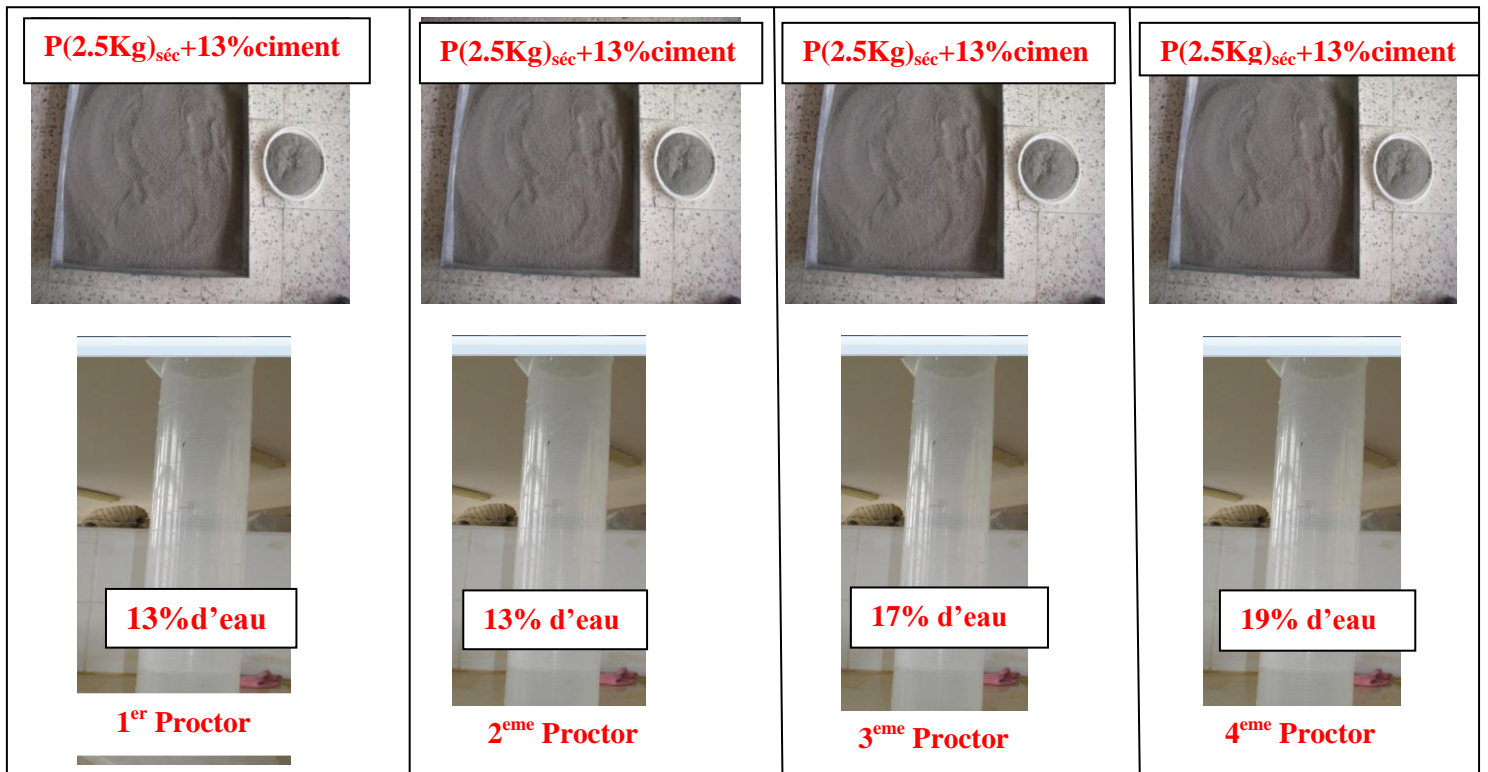 P(2.5Kg)séc+13%ciment
P(2.5Kg)séc+13%ciment
P(2.5Kg)séc+13%cimen
P(2.5Kg)séc+13%ciment
13%d’eau
13% d’eau
17% d’eau
19% d’eau
1er Proctor
2eme Proctor
3eme Proctor
4eme Proctor